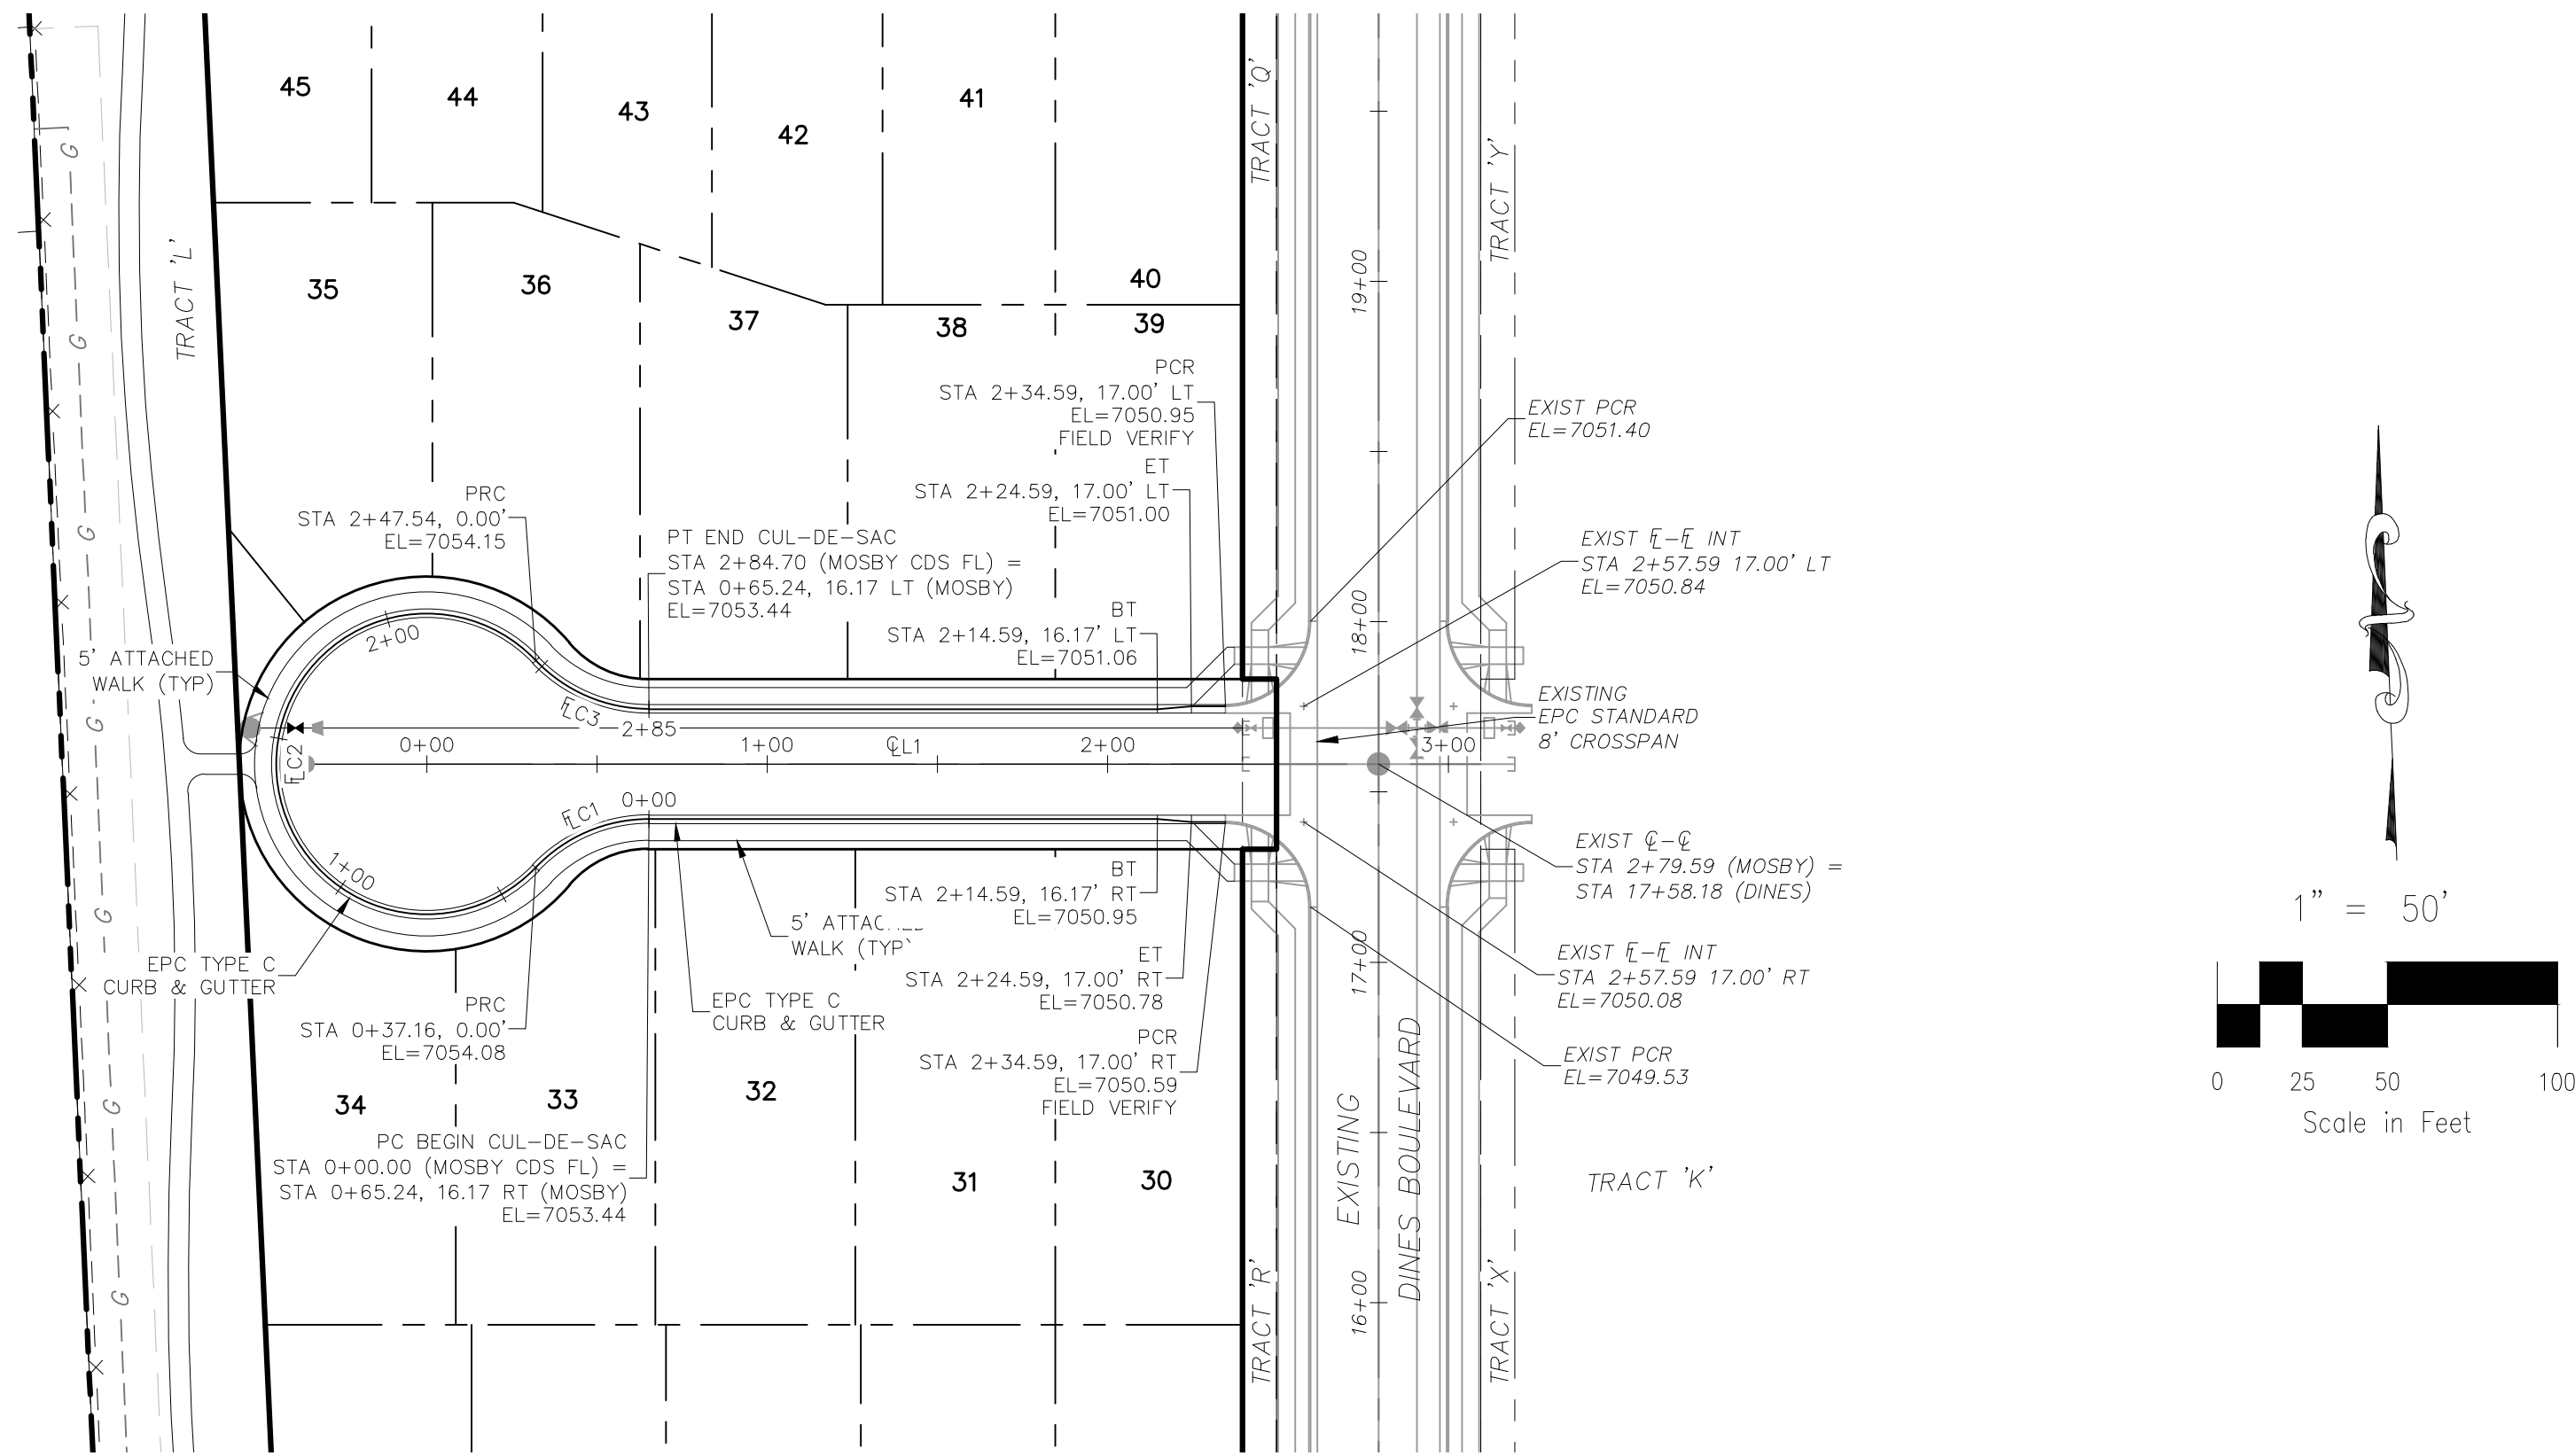 45
44
43
42
41
TRACT 'Q'
TRACT 'Y'
TRACT 'L'
35
36
37
38
39
40
19+00
PCR
STA 2+34.59, 17.00' LT
EL=7050.95
FIELD VERIFY
ET
STA 2+24.59, 17.00' LT
EL=7051.00
EXIST PCR
EL=7051.40
PRC
STA 2+47.54, 0.00'
EL=7054.15
PT END CUL-DE-SAC
STA 2+84.70 (MOSBY CDS FL) =
STA 0+65.24, 16.17 LT (MOSBY)
EL=7053.44
BT
STA 2+14.59, 16.17' LT
EL=7051.06
EXIST FL-FL INT
STA 2+57.59 17.00' LT
EL=7050.84
18+00
2+00
5' ATTACHED
WALK (TYP)
FLC3
2+85
EXISTING
EPC STANDARD
8' CROSSPAN
0+00
1+00
CLL1
2+00
3+00
FLC2
FLC1
0+00
1+00
EXIST CL-CL
STA 2+79.59 (MOSBY) =
STA 17+58.18 (DINES)
BT
STA 2+14.59, 16.17' RT
EL=7050.95
5' ATTAC
WALK (TYP)
17+00
EPC TYPE C
CURB & GUTTER
ET
STA 2+24.59, 17.00' RT
EL=7050.78
EXIST FL-FL INT
STA 2+57.59 17.00' RT
EL=7050.08
PRC
STA 0+37.16, 0.00'
EL=7054.08
EPC TYPE C
CURB & GUTTER
PCR
STA 2+34.59, 17.00' RT
EL=7050.59
FIELD VERIFY
EXIST PCR
EL=7049.53
34
33
32
31
30
PC BEGIN CUL-DE-SAC
STA 0+00.00 (MOSBY CDS FL) =
STA 0+65.24, 16.17 RT (MOSBY)
EL=7053.44
EXISTING
DINES BOULEVARD
TRACT 'K'
TRACT 'R'
16+00
TRACT 'X'
G
G
G
G
G
G
G
G
1" = 50'
0
25
50
100
Scale in Feet